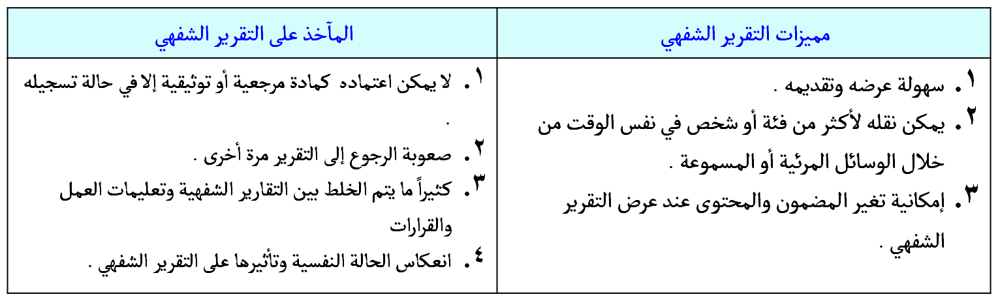 مميزات التقرير الشفهي
المآخذ على التقرير الشفهي
١. سهولة عرضه وتقديمه .
٢. يمكن نقله لأكثر من فئة أو شخص في نفس الوقت من
خلال الوسائل المرئية أو المسموعة .
٣. إمكانية تغير المضمون والمحتوى عند عرض التقرير
الشفهي .
١. لا يمكن اعتماده كمادة مرجعية أو توثيقية إلا في حالة تسجيله
.
٢. صعوبة الرجوع إلى التقرير مرة أخرى .
٣. كثيراً ما يتم الخلط بين التقارير الشفهية وتعليمات العمل
والقرارات
٤. انعكاس الحالة النفسية وتأثيرها على التقرير الشفهي .